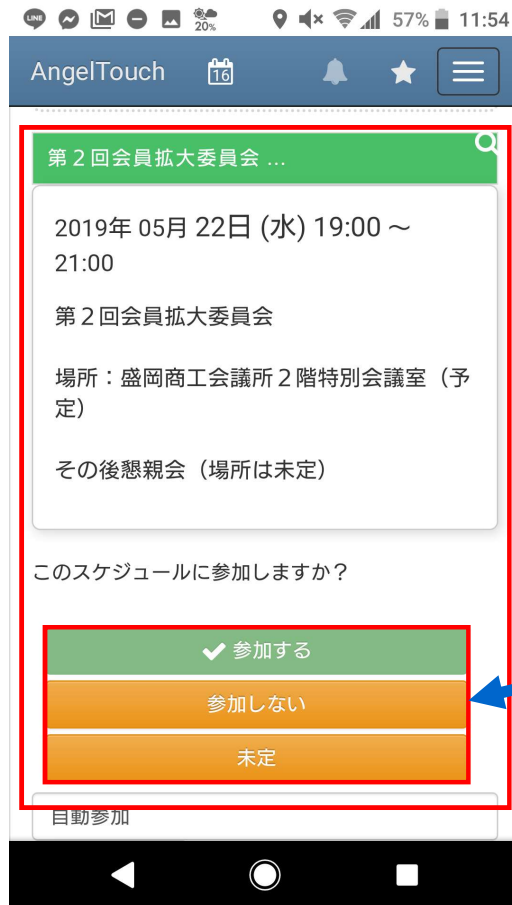 LINE 20% 57% 11:54
AngelTouch 16
第２回会員拡大委員会 ...
2019年 05月 22日 (水) 19:00 ～
21:00
第２回会員拡大委員会
場所：盛岡商工会議所２階特別会議室（予
定）
その後懇親会（場所は未定）
このスケジュールに参加しますか？
参加する
参加しない
未定
自動参加